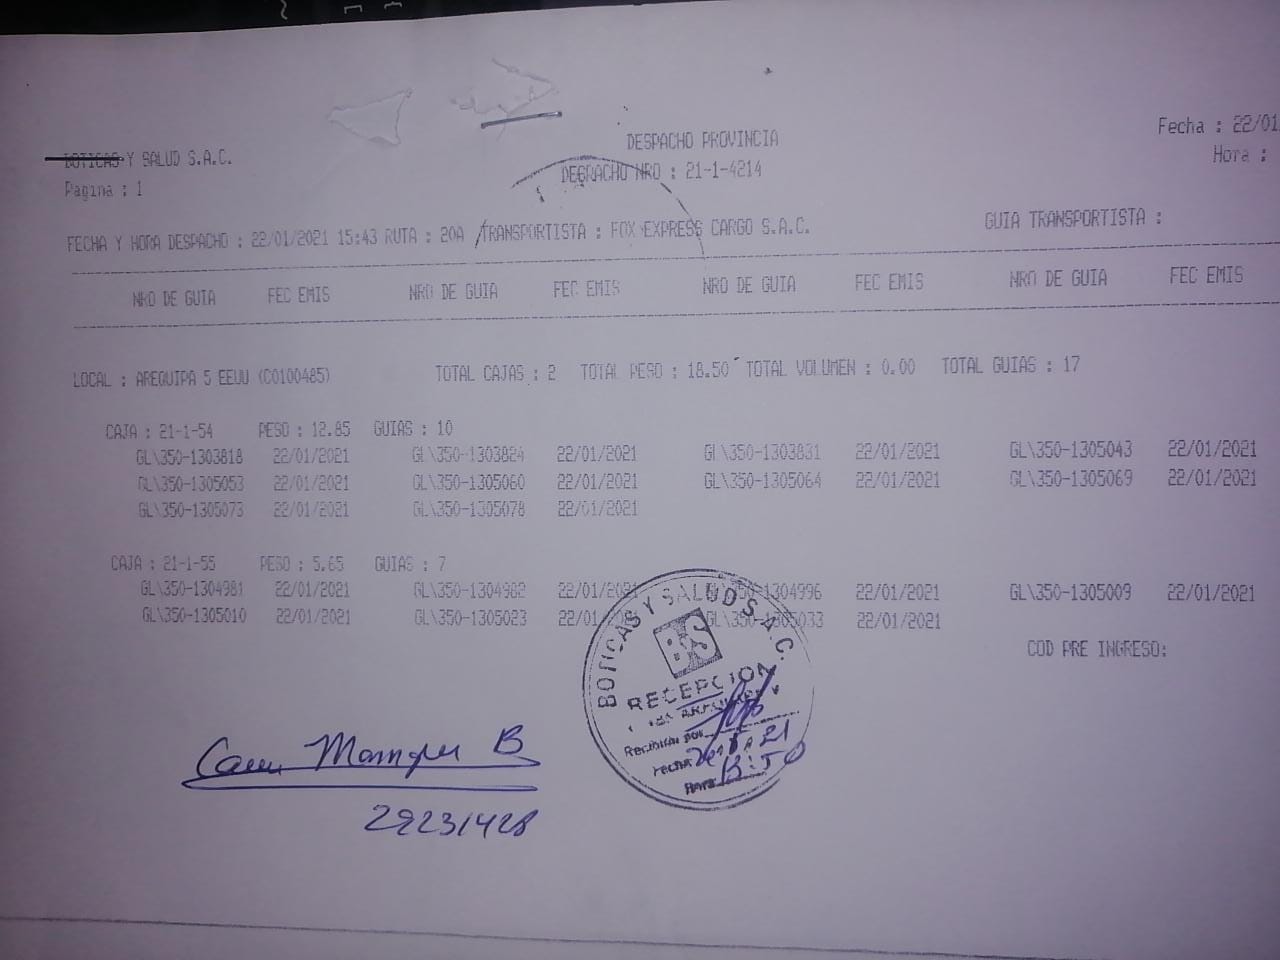 BOTICAS Y SALUD S.A.C.
DESPACHO PROVINCIA
Fecha : 22/01
Pagina : 1
DESPACHO NRO : 21-1-4214
Hora :
FECHA Y HORA DESPACHO : 22/01/2021 15:43 RUTA : 20A TRANSPORTISTA : FOX EXPRESS CARGO S.A.C. GUIA TRANSPORTISTA :
NRO DE GUIA FEC EMIS NRO DE GUIA FEC EMIS NRO DE GUIA FEC EMIS NRO DE GUIA FEC EMIS
LOCAL : AREQUIPA 5 EEUU (C0100485) TOTAL CAJAS : 2 TOTAL PESO : 18.50 TOTAL VOLUMEN : 0.00 TOTAL GUIAS : 17
CAJA : 21-1-54 PESO : 12.85 GUIAS : 10
GL\350-1303818 22/01/2021 GL\350-1303824 22/01/2021 GL\350-1303831 22/01/2021 GL\350-1305043 22/01/2021
GL\350-1305053 22/01/2021 GL\350-1305060 22/01/2021 GL\350-1305064 22/01/2021 GL\350-1305069 22/01/2021
GL\350-1305073 22/01/2021 GL\350-1305078 22/01/2021
CAJA : 21-1-55 PESO : 5.65 GUIAS : 7
GL\350-1304981 22/01/2021 GL\350-1304982 22/01/2021 GL\350-1304996 22/01/2021 GL\350-1305009 22/01/2021
GL\350-1305010 22/01/2021 GL\350-1305023 22/01/ GL\350-1305033 22/01/2021
COD PRE INGRESO:
BOTICAS Y SALUD S.A.C.
BS
RECEPCION
Recibido por
FECHA
HORA
B
29231428